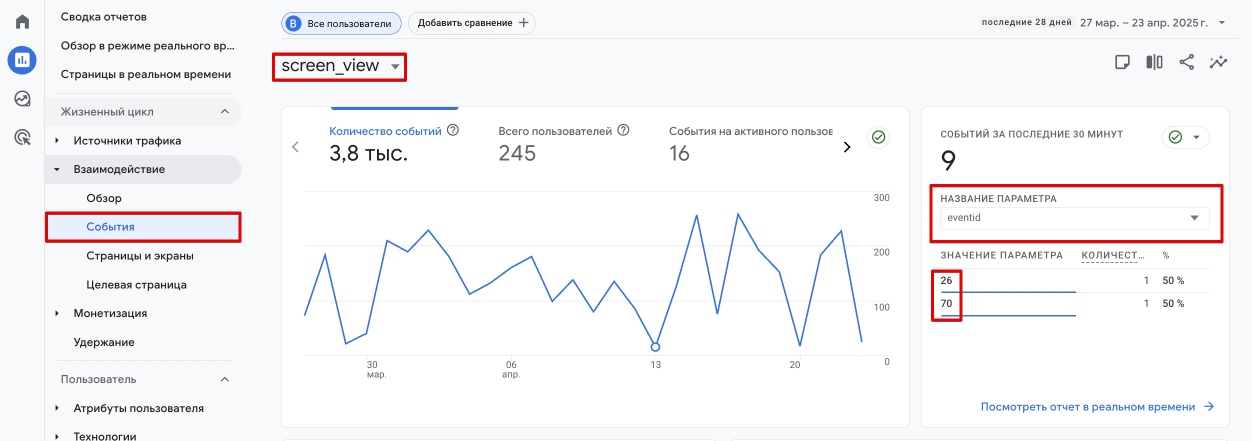 Сводка отчетов
Обзор в режиме реального вр...
Страницы в реальном времени
Жизненный цикл
Источники трафика
Взаимодействие
Обзор
События
Страницы и экраны
Целевая страница
Монетизация
Удержание
Пользователь
Атрибуты пользователя
Технологии
В Все пользователи
Добавить сравнение +
последние 28 дней 27 мар. – 23 апр. 2025 г.
screen_view
Количество событий ?
3,8 тыс.
Всего пользователей ?
245
События на активного пользов
16
300
200
100
0
30 мар.
06 апр.
13
20
СОБЫТИЙ ЗА ПОСЛЕДНИЕ 30 МИНУТ
9
НАЗВАНИЕ ПАРАМЕТРА
eventid
ЗНАЧЕНИЕ ПАРАМЕТРА КОЛИЧЕСТ... %
26 1 50 %
70 1 50 %
Посмотреть отчет в реальном времени